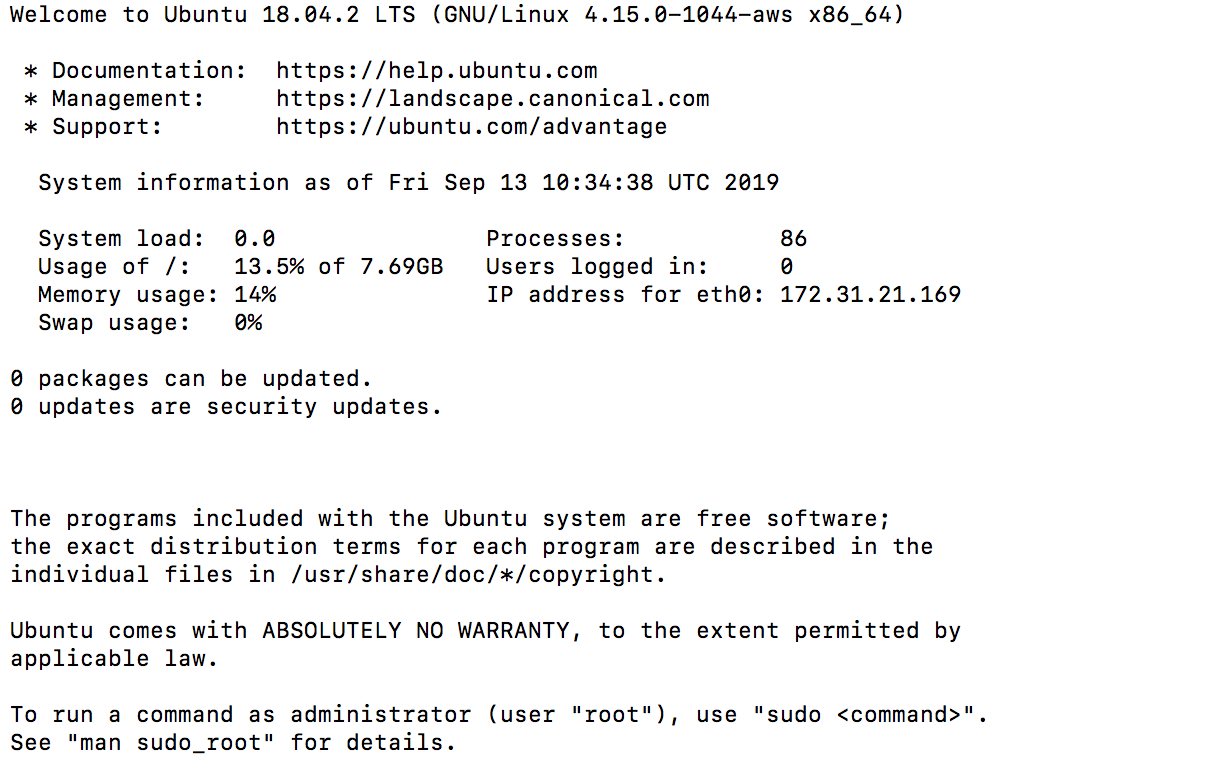 Welcome to Ubuntu 18.04.2 LTS (GNU/Linux 4.15.0-1044-aws x86_64)

 * Documentation:  https://help.ubuntu.com
 * Management:     https://landscape.canonical.com
 * Support:        https://ubuntu.com/advantage

  System information as of Fri Sep 13 10:34:38 UTC 2019

  System load:  0.0               Processes:           86
  Usage of /:   13.5% of 7.69GB   Users logged in:     0
  Memory usage: 14%               IP address for eth0: 172.31.21.169
  Swap usage:   0%

0 packages can be updated.
0 updates are security updates.

The programs included with the Ubuntu system are free software;
the exact distribution terms for each program are described in the
individual files in /usr/share/doc/*/copyright.

Ubuntu comes with ABSOLUTELY NO WARRANTY, to the extent permitted by
applicable law.

To run a command as administrator (user "root"), use "sudo <command>".
See "man sudo_root" for details.